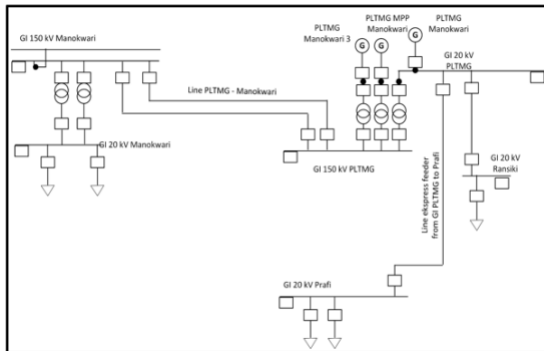 GI 150 kV Manokwari
PLTMG
Manokwari 3
PLTMG MPP
Manokwari
PLTMG
Manokwari
G
G
G
GI 20 kV
PLTMG
Line PLTMG - Manokwari
GI 20 kV Manokwari
GI 150 kV PLTMG
Line ekspress feeder
from GI PLTMG to Prafi
GI 20 kV
Ransiki
GI 20 kV Prafi